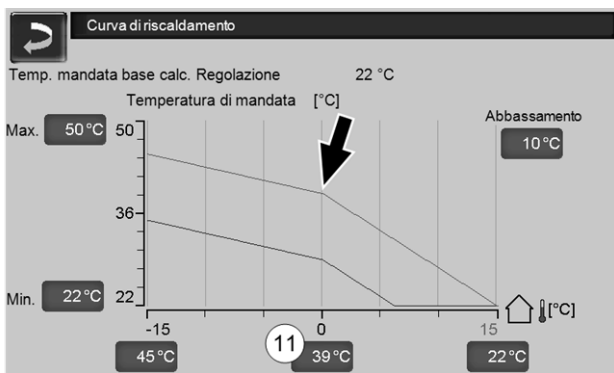 Curva di riscaldamento
Temp. mandata base calc. Regolazione 22 °C
Temperatura di mandata [°C]
Abbassamento
Max. 50°C 50
10°C
36
Min. 22°C 22
[°C]
-15 0 15
11
45°C 39°C 22°C